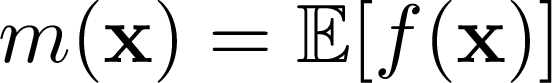 m(𝐱) = 𝔼[f(𝐱)]